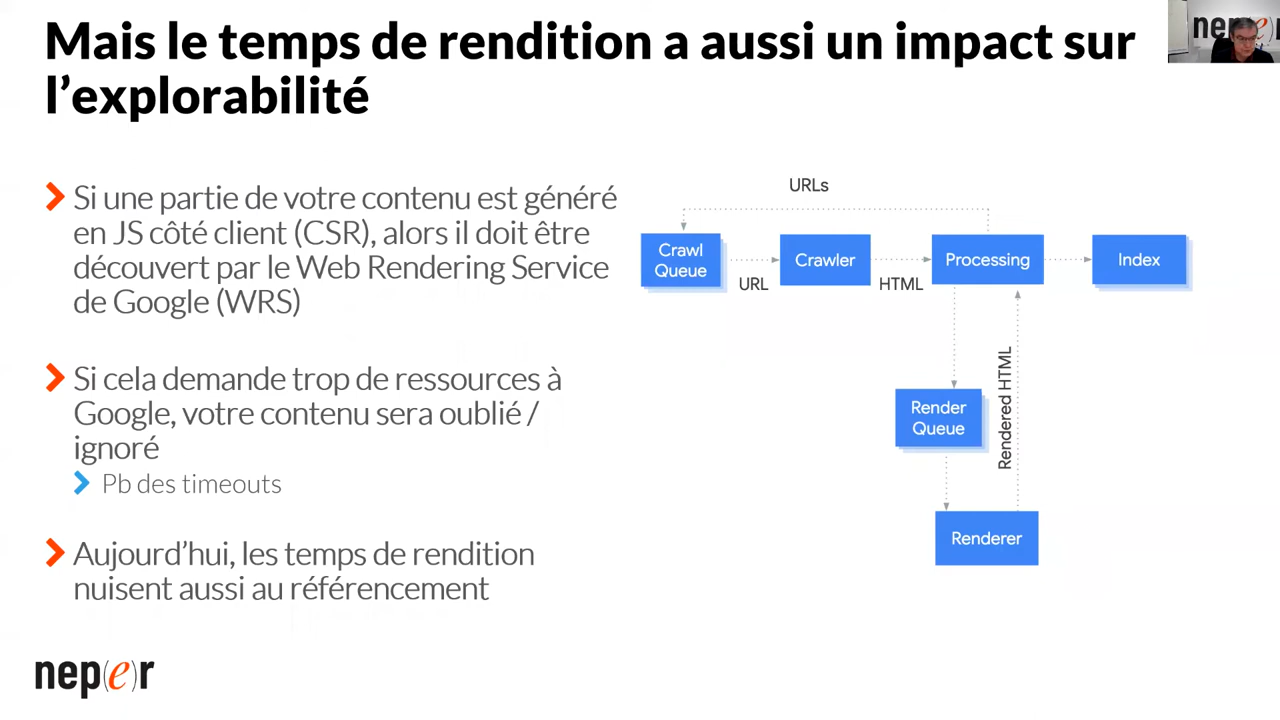 Mais le temps de rendition a aussi un impact sur
l’explorabilité
Si une partie de votre contenu est généré
en JS côté client (CSR), alors il doit être
découvert par le Web Rendering Service
de Google (WRS)
Si cela demande trop de ressources à
Google, votre contenu sera oublié /
ignoré
Pb des timeouts
Aujourd’hui, les temps de rendition
nuisent aussi au référencement
nep(e)r
URLs
Crawl
Queue
URL
Crawler
HTML
Processing
Index
Render
Queue
Rendered HTML
Renderer